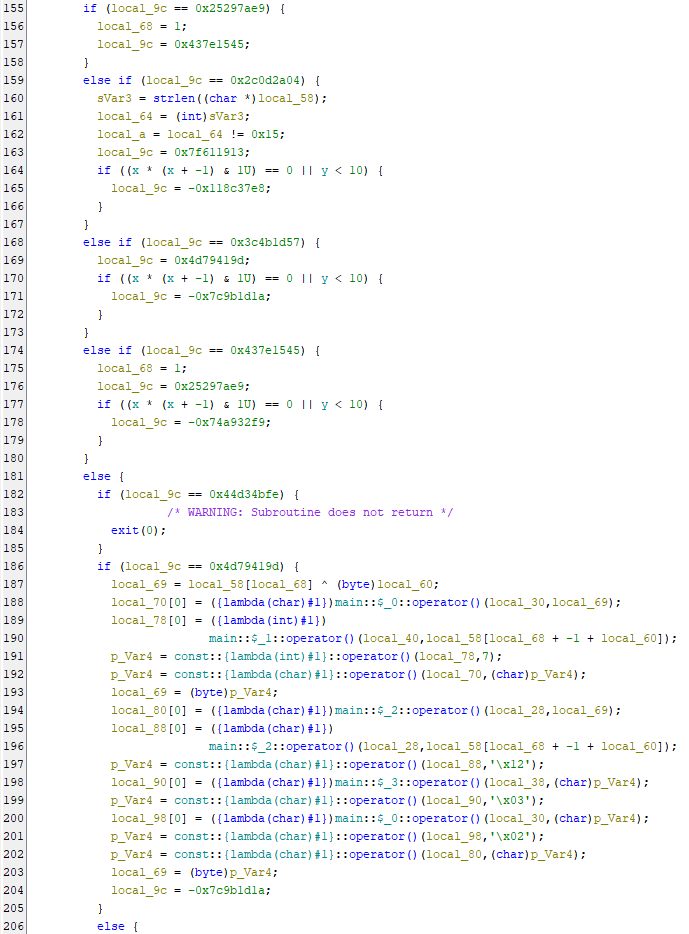 155 if (local_9c == 0x25297ae9) {
156 local_68 = 1;
157 local_9c = 0x437e1545;
158 }
159 else if (local_9c == 0x2c0d2a04) {
160 sVar3 = strlen((char *)local_58);
161 local_64 = (int)sVar3;
162 local_a = local_64 != 0x15;
163 local_9c = 0x7f611913;
164 if ((x * (x + -1) & 1U) == 0 || y < 10) {
165 local_9c = -0x118c37e8;
166 }
167 }
168 else if (local_9c == 0x3c4b1d57) {
169 local_9c = 0x4d79419d;
170 if ((x * (x + -1) & 1U) == 0 || y < 10) {
171 local_9c = -0x7c9b1d1a;
172 }
173 }
174 else if (local_9c == 0x437e1545) {
175 local_68 = 1;
176 local_9c = 0x25297ae9;
177 if ((x * (x + -1) & 1U) == 0 || y < 10) {
178 local_9c = -0x74a932f9;
179 }
180 }
181 else {
182 if (local_9c == 0x44d34bfe) {
183 /* WARNING: Subroutine does not return */
184 exit(0);
185 }
186 if (local_9c == 0x4d79419d) {
187 local_69 = local_58[local_68] ^ (byte)local_60;
188 local_70[0] = ({lambda(char)#1})main::$_0::operator()(local_30,local_69);
189 local_78[0] = ({lambda(int)#1})
190 main::$_1::operator()(local_40,local_58[local_68 + -1 + local_60]);
191 p_Var4 = const::{lambda(int)#1}::operator()(local_78,7);
192 p_Var4 = const::{lambda(char)#1}::operator()(local_70,(char)p_Var4);
193 local_69 = (byte)p_Var4;
194 local_80[0] = ({lambda(char)#1})main::$_2::operator()(local_28,local_69);
195 local_88[0] = ({lambda(char)#1})
196 main::$_2::operator()(local_28,local_58[local_68 + -1 + local_60]);
197 p_Var4 = const::{lambda(char)#1}::operator()(local_88,'\x12');
198 local_90[0] = ({lambda(char)#1})main::$_3::operator()(local_38,(char)p_Var4);
199 p_Var4 = const::{lambda(char)#1}::operator()(local_90,'\x03');
200 local_98[0] = ({lambda(char)#1})main::$_0::operator()(local_30,(char)p_Var4);
201 p_Var4 = const::{lambda(char)#1}::operator()(local_98,'\x02');
202 p_Var4 = const::{lambda(char)#1}::operator()(local_80,(char)p_Var4);
203 local_69 = (byte)p_Var4;
204 local_9c = -0x7c9b1d1a;
205 }
206 else {